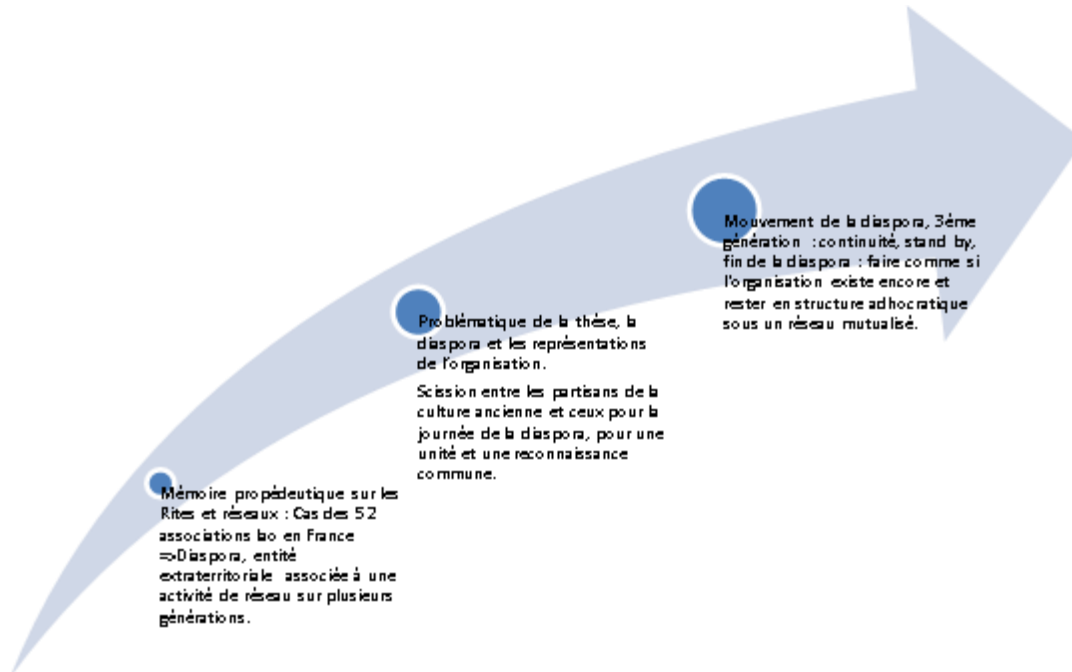 Mouvement de la diaspora, 3éme
génération : continuité, stand by,
fin de la diaspora : faire comme si
l'organisation existe encore et
rester en structure adhocratique
sous un réseau mutualisé.
Problématique de la thèse, la
diaspora et les représentations
de l'organisation.
Scission entre les partisans de la
culture ancienne et ceux pour la
journée de la diaspora, pour une
unité et une reconnaissance
commune.
Mémoire propédeutique sur les
Rites et réseaux : Cas des 52
associations lao en France
=>Diaspora, entité
extraterritoriale associée à une
activité de réseau sur plusieurs
générations.